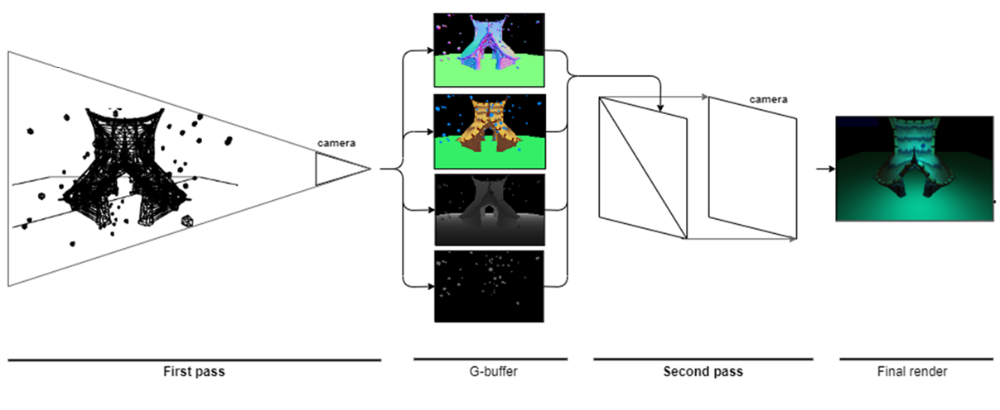 camera
camera
First pass
G-buffer
Second pass
Final render